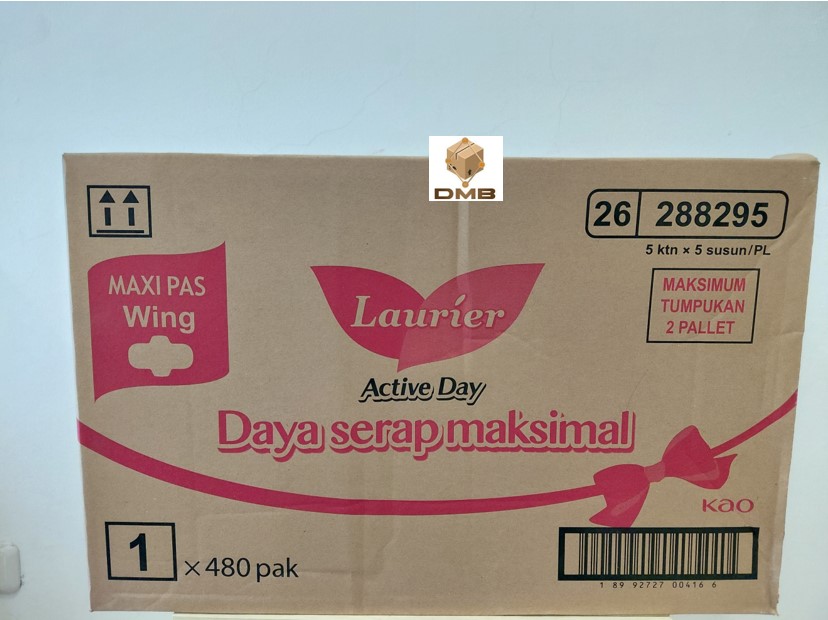 DMB
26 288295
5 ktn × 5 susun/PL
MAXI PAS
Wing
Laurier
MAKSIMUM
TUMPUKAN
2 PALLET
Active Day
Daya serap maksimal
Kao
1 × 480 pak
1 89 92727 00416 6